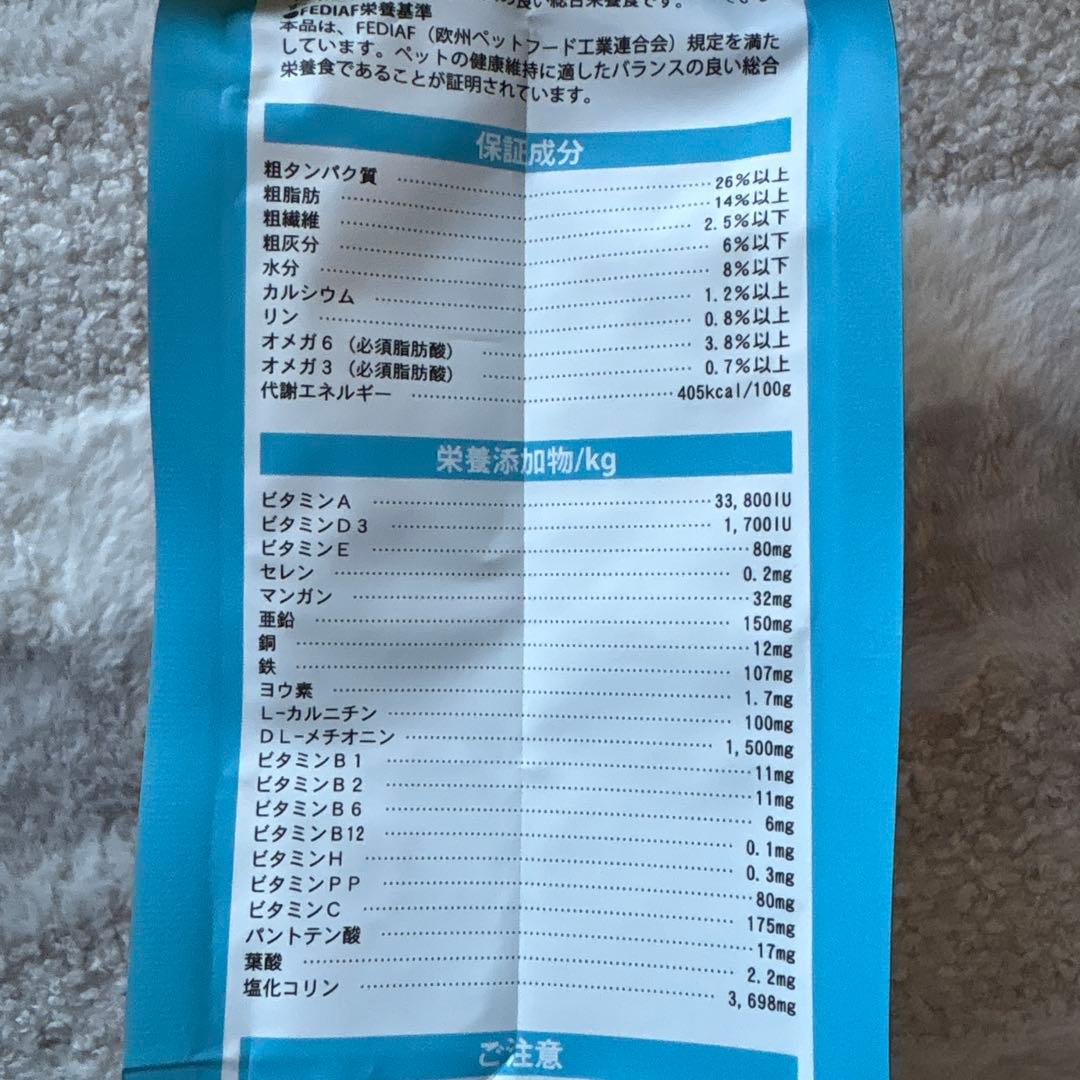 の良い総合栄養食です。
FEDIAF栄養基準
本品は、FEDIAF（欧州ペットフード工業連合会）規定を満た
しています。ペットの健康維持に適したバランスの良い総合
栄養食であることが証明されています。
保証成分
粗タンパク質 26%以上
粗脂肪 14%以上
粗繊維 2.5%以下
粗灰分 6%以下
水分 8%以下
カルシウム 1.2%以上
リン 0.8%以上
オメガ6（必須脂肪酸） 3.8%以上
オメガ3（必須脂肪酸） 0.7%以上
代謝エネルギー 405kcal/100g
栄養添加物/kg
ビタミンA 33,800IU
ビタミンD3 1,700IU
ビタミンE 80mg
セレン 0.2mg
マンガン 32mg
亜鉛 150mg
銅 12mg
鉄 107mg
ヨウ素 1.7mg
L-カルニチン 100mg
DL-メチオニン 1,500mg
ビタミンB1 11mg
ビタミンB2 11mg
ビタミンB6 6mg
ビタミンB12 0.1mg
ビタミンH 0.3mg
ビタミンPP 80mg
ビタミンC 175mg
パントテン酸 17mg
葉酸 2.2mg
塩化コリン 3,698mg
ご注意